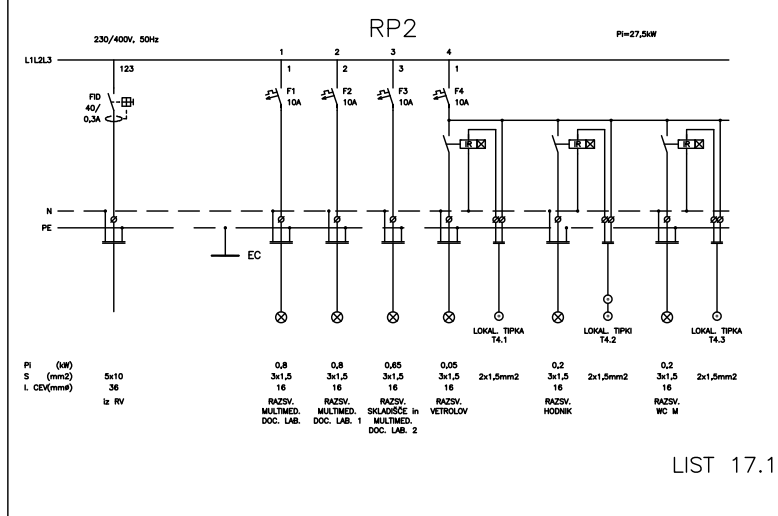 RP2
230/400V, 50Hz
Pi=27,5kW
L1L2L3
1 2 3 4
123 1 2 3 1
FID
40/
0,3A
F1
10A
F2
10A
F3
10A
F4
10A
IR IR IR
N
PE
EC
LOKAL. TIPKA
T4.1
LOKAL. TIPKI
T4.2
LOKAL. TIPKA
T4.3
Pi (kW) 0,8 0,8 0,65 0,05 0,2 0,2
S (mm2) 5x10 3x1,5 3x1,5 3x1,5 3x1,5 2x1,5mm2 3x1,5 2x1,5mm2 3x1,5 2x1,5mm2
I. CEV(mmø) 36 16 16 16 16 16 16
Iz RV
RAZSV.
MULTIMED.
DOC. LAB.
RAZSV.
MULTIMED.
DOC. LAB. 1
RAZSV.
SKLADIŠČE in
MULTIMED.
DOC. LAB. 2
RAZSV.
VETROLOV
RAZSV.
HODNIK
RAZSV.
WC M
LIST 17.1